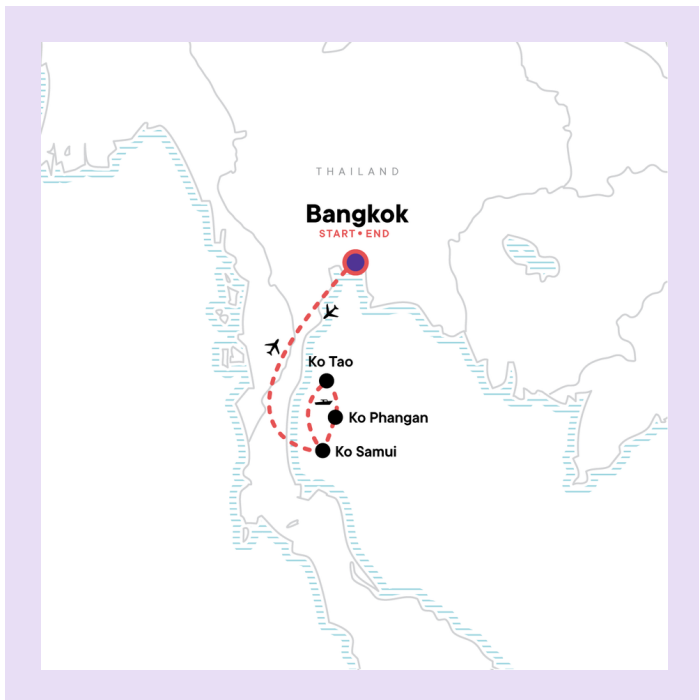 THAILAND
Bangkok
START • END
Ko Tao
Ko Phangan
Ko Samui